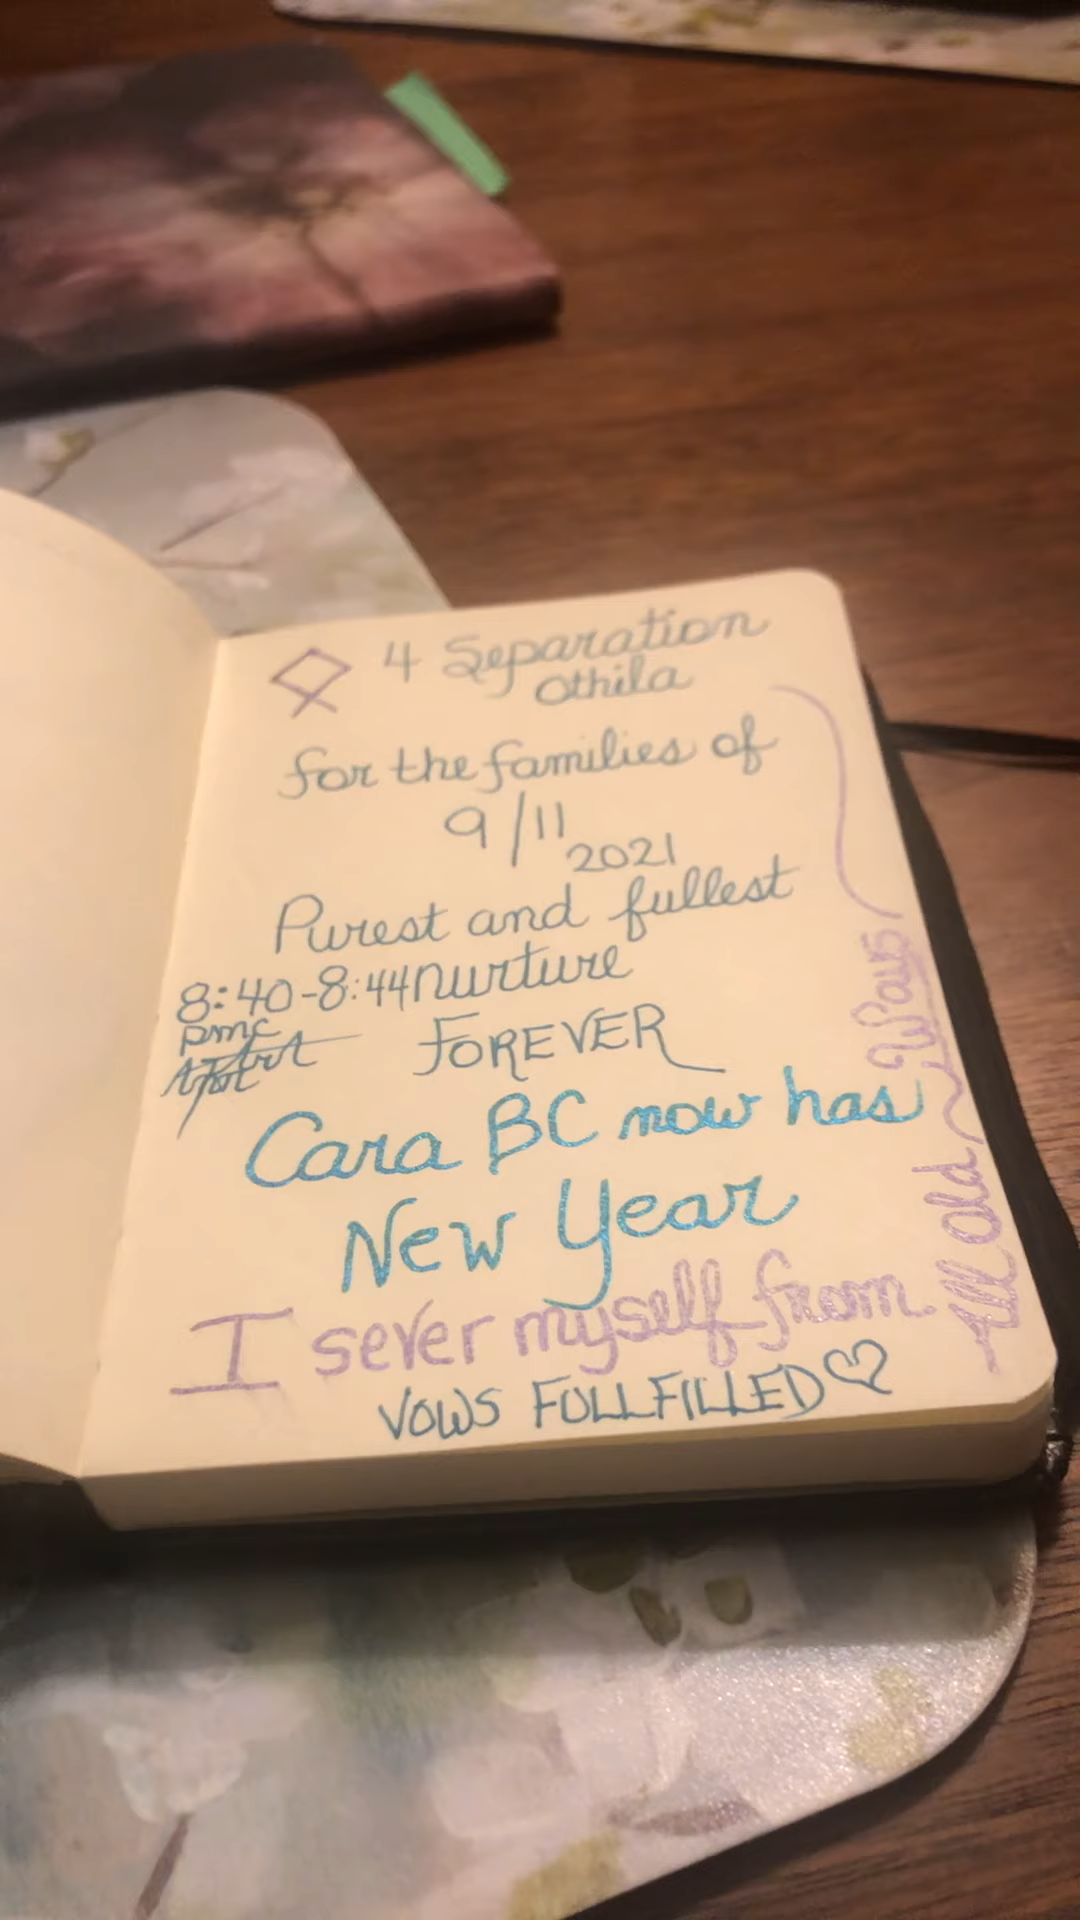 4 Separation
Othila
for the families of
9/11
2021
Purest and fullest
8:40-8:44 nurture
pmc
FOREVER
Cara BC now has
New Year
I sever myself from
All Old Ways
VOWS FULLFILLED